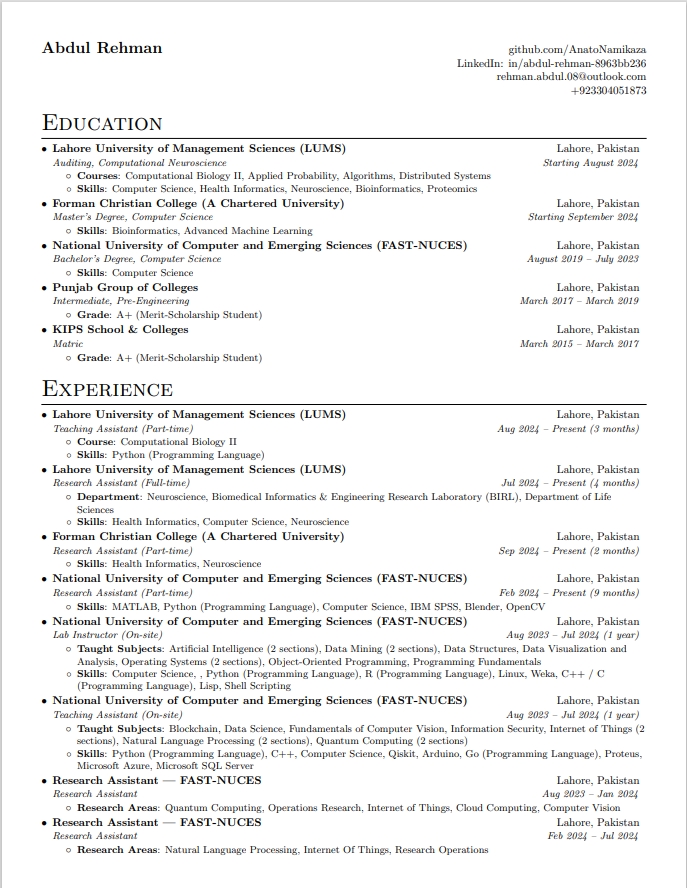 Abdul Rehman
github.com/AnatoNamikaza
LinkedIn: in/abdul-rehman-8963bb236
rehman.abdul.08@outlook.com
+923304051873
Education
• Lahore University of Management Sciences (LUMS) Lahore, Pakistan
Auditing, Computational Neuroscience Starting August 2024
◦ Courses: Computational Biology II, Applied Probability, Algorithms, Distributed Systems
◦ Skills: Computer Science, Health Informatics, Neuroscience, Bioinformatics, Proteomics
• Forman Christian College (A Chartered University) Lahore, Pakistan
Master's Degree, Computer Science Starting September 2024
◦ Skills: Bioinformatics, Advanced Machine Learning
• National University of Computer and Emerging Sciences (FAST-NUCES) Lahore, Pakistan
Bachelor's Degree, Computer Science August 2019 – July 2023
◦ Skills: Computer Science
• Punjab Group of Colleges Lahore, Pakistan
Intermediate, Pre-Engineering March 2017 – March 2019
◦ Grade: A+ (Merit-Scholarship Student)
• KIPS School & Colleges Lahore, Pakistan
Matric March 2015 – March 2017
◦ Grade: A+ (Merit-Scholarship Student)
Experience
• Lahore University of Management Sciences (LUMS) Lahore, Pakistan
Teaching Assistant (Part-time) Aug 2024 – Present (3 months)
◦ Course: Computational Biology II
◦ Skills: Python (Programming Language)
• Lahore University of Management Sciences (LUMS) Lahore, Pakistan
Research Assistant (Full-time) Jul 2024 – Present (4 months)
◦ Department: Neuroscience, Biomedical Informatics & Engineering Research Laboratory (BIRL), Department of Life
Sciences
◦ Skills: Health Informatics, Computer Science, Neuroscience
• Forman Christian College (A Chartered University) Lahore, Pakistan
Research Assistant (Part-time) Sep 2024 – Present (2 months)
◦ Skills: Health Informatics, Neuroscience
• National University of Computer and Emerging Sciences (FAST-NUCES) Lahore, Pakistan
Research Assistant (Part-time) Feb 2024 – Present (9 months)
◦ Skills: MATLAB, Python (Programming Language), Computer Science, IBM SPSS, Blender, OpenCV
• National University of Computer and Emerging Sciences (FAST-NUCES) Lahore, Pakistan
Lab Instructor (On-site) Aug 2023 – Jul 2024 (1 year)
◦ Taught Subjects: Artificial Intelligence (2 sections), Data Mining (2 sections), Data Structures, Data Visualization and
Analysis, Operating Systems (2 sections), Object-Oriented Programming, Programming Fundamentals
◦ Skills: Computer Science, , Python (Programming Language), R (Programming Language), Linux, Weka, C++ / C
(Programming Language), Lisp, Shell Scripting
• National University of Computer and Emerging Sciences (FAST-NUCES) Lahore, Pakistan
Teaching Assistant (On-site) Aug 2023 – Jul 2024 (1 year)
◦ Taught Subjects: Blockchain, Data Science, Fundamentals of Computer Vision, Information Security, Internet of Things (2
sections), Natural Language Processing (2 sections), Quantum Computing (2 sections)
◦ Skills: Python (Programming Language), C++, Computer Science, Qiskit, Arduino, Go (Programming Language), Proteus,
Microsoft Azure, Microsoft SQL Server
• Research Assistant — FAST-NUCES Lahore, Pakistan
Research Assistant Aug 2023 – Jan 2024
◦ Research Areas: Quantum Computing, Operations Research, Internet of Things, Cloud Computing, Computer Vision
• Research Assistant — FAST-NUCES Lahore, Pakistan
Research Assistant Feb 2024 – Jul 2024
◦ Research Areas: Natural Language Processing, Internet Of Things, Research Operations